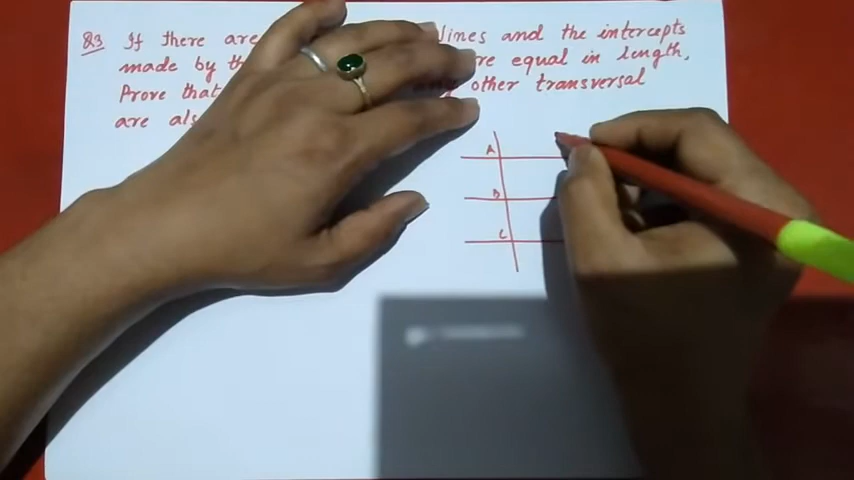 Q3 If there are lines and the intercepts
made by th re equal in length,
Prove that other transversal
are als
A
B
C